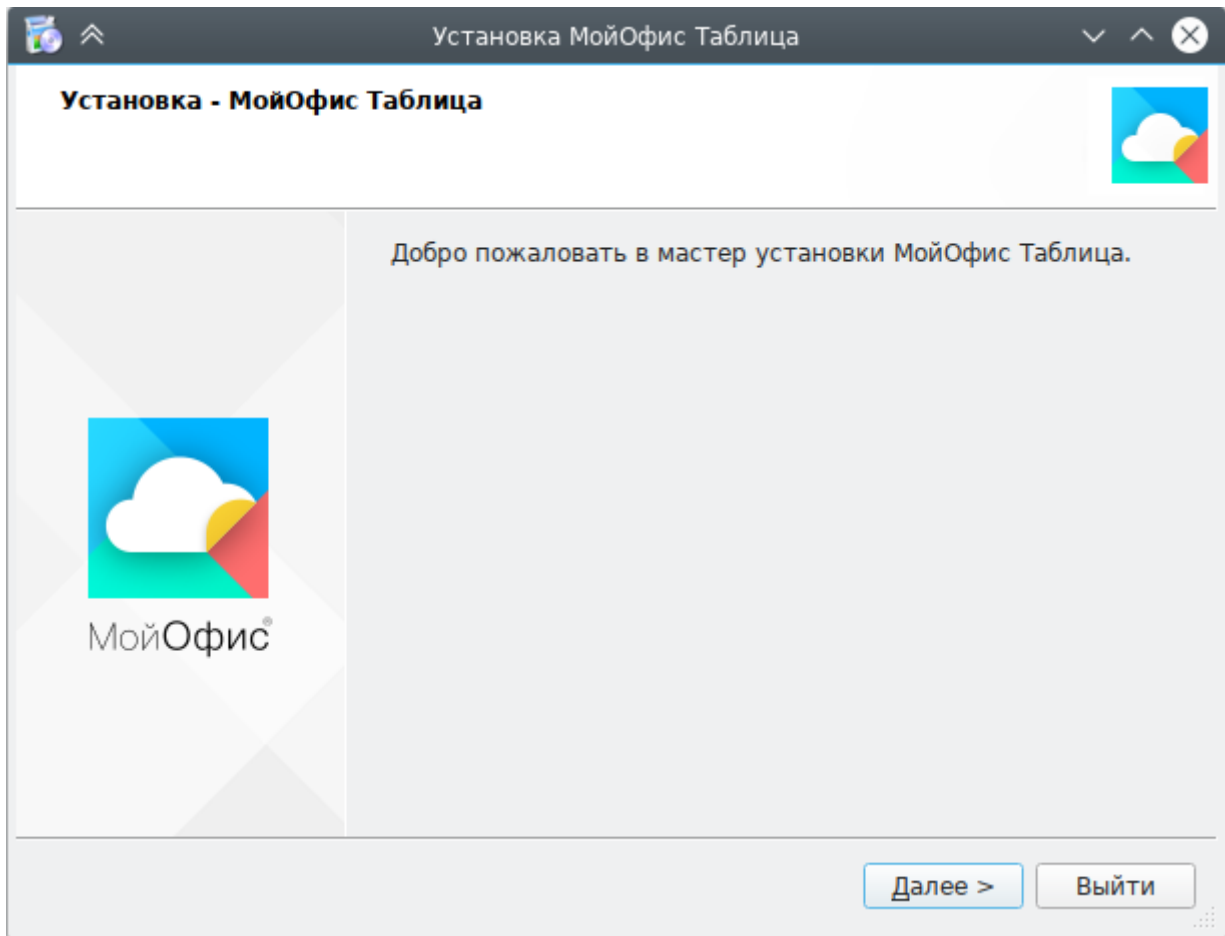 Установка МойОфис Таблица
Установка - МойОфис Таблица
Добро пожаловать в мастер установки МойОфис Таблица.
МойОфис®
Далее >
Выйти